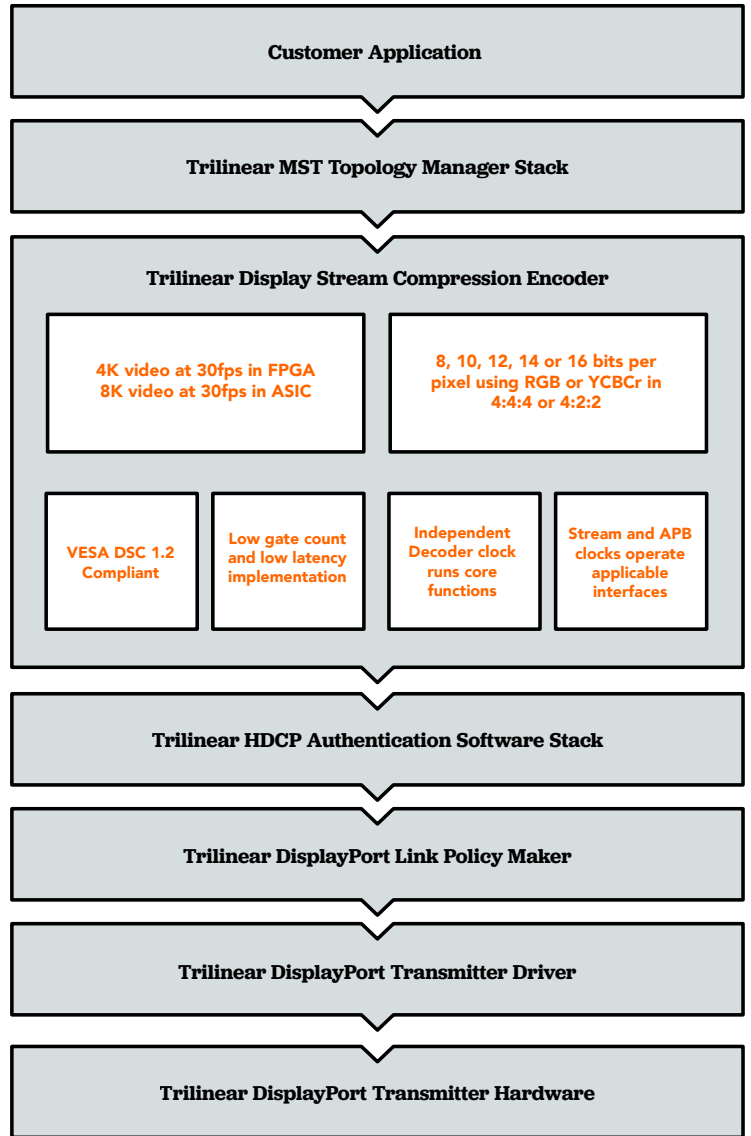 Customer Application
Trilinear MST Topology Manager Stack
Trilinear Display Stream Compression Encoder
4K video at 30fps in FPGA
8K video at 30fps in ASIC
8, 10, 12, 14 or 16 bits per
pixel using RGB or YCBCr in
4:4:4 or 4:2:2
VESA DSC 1.2
Compliant
Low gate count
and low latency
implementation
Independent
Decoder clock
runs core
functions
Stream and APB
clocks operate
applicable
interfaces
Trilinear HDCP Authentication Software Stack
Trilinear DisplayPort Link Policy Maker
Trilinear DisplayPort Transmitter Driver
Trilinear DisplayPort Transmitter Hardware